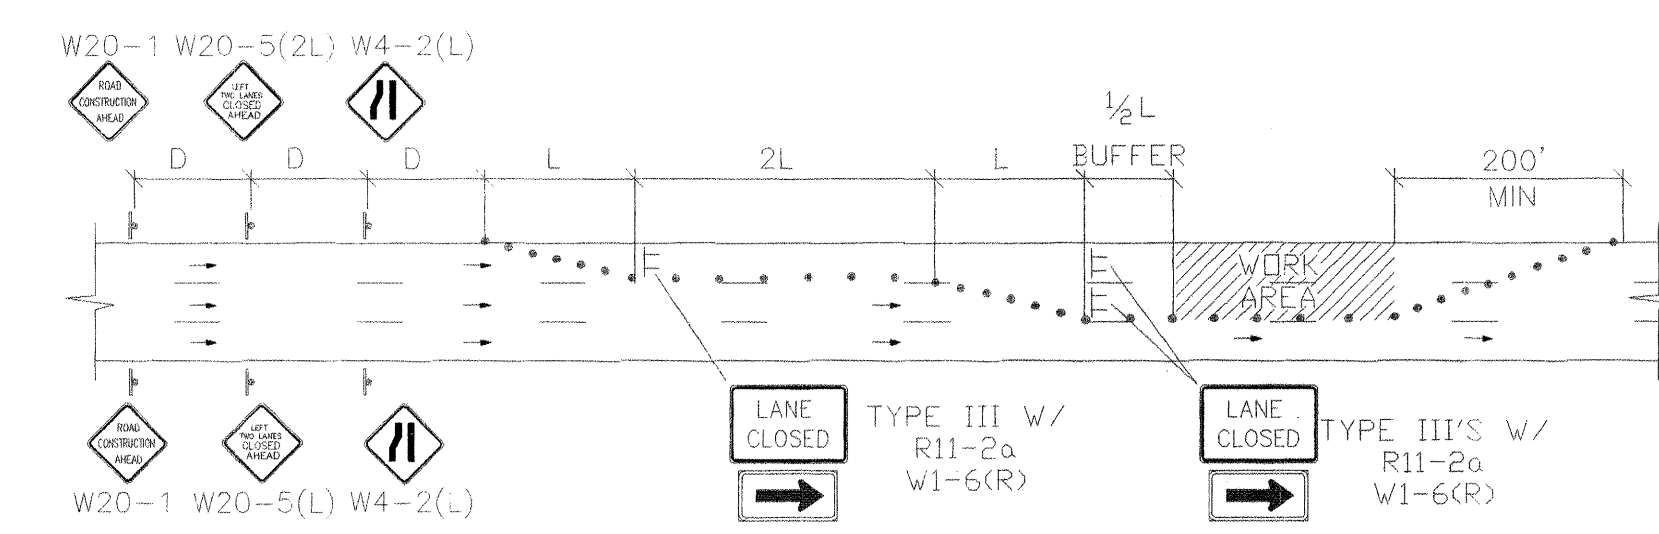 W20-1 W20-5(2L) W4-2(L)
ROAD
CONSTRUCTION
AHEAD
LEFT
TWO LANES
CLOSED
AHEAD
D
D
D
L
2L
L
½L
BUFFER
200'
MIN
WORK
AREA
ROAD
CONSTRUCTION
AHEAD
LEFT
TWO LANES
CLOSED
AHEAD
W20-1 W20-5(L) W4-2(L)
LANE
CLOSED
TYPE III W/
R11-2a
W1-6(R)
LANE
CLOSED
TYPE III'S W/
R11-2a
W1-6(R)